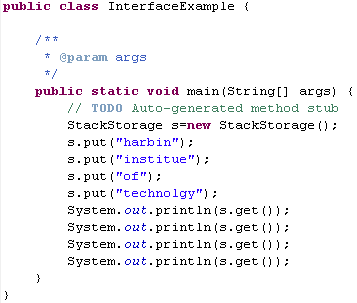 public class InterfaceExample {
/**
* @param args
*/
public static void main(String[] args) {
// TODO Auto-generated method stub
StackStorage s=new StackStorage();
s.put("harbin");
s.put("institue");
s.put("of");
s.put("technolgy");
System.out.println(s.get());
System.out.println(s.get());
System.out.println(s.get());
System.out.println(s.get());
}
}